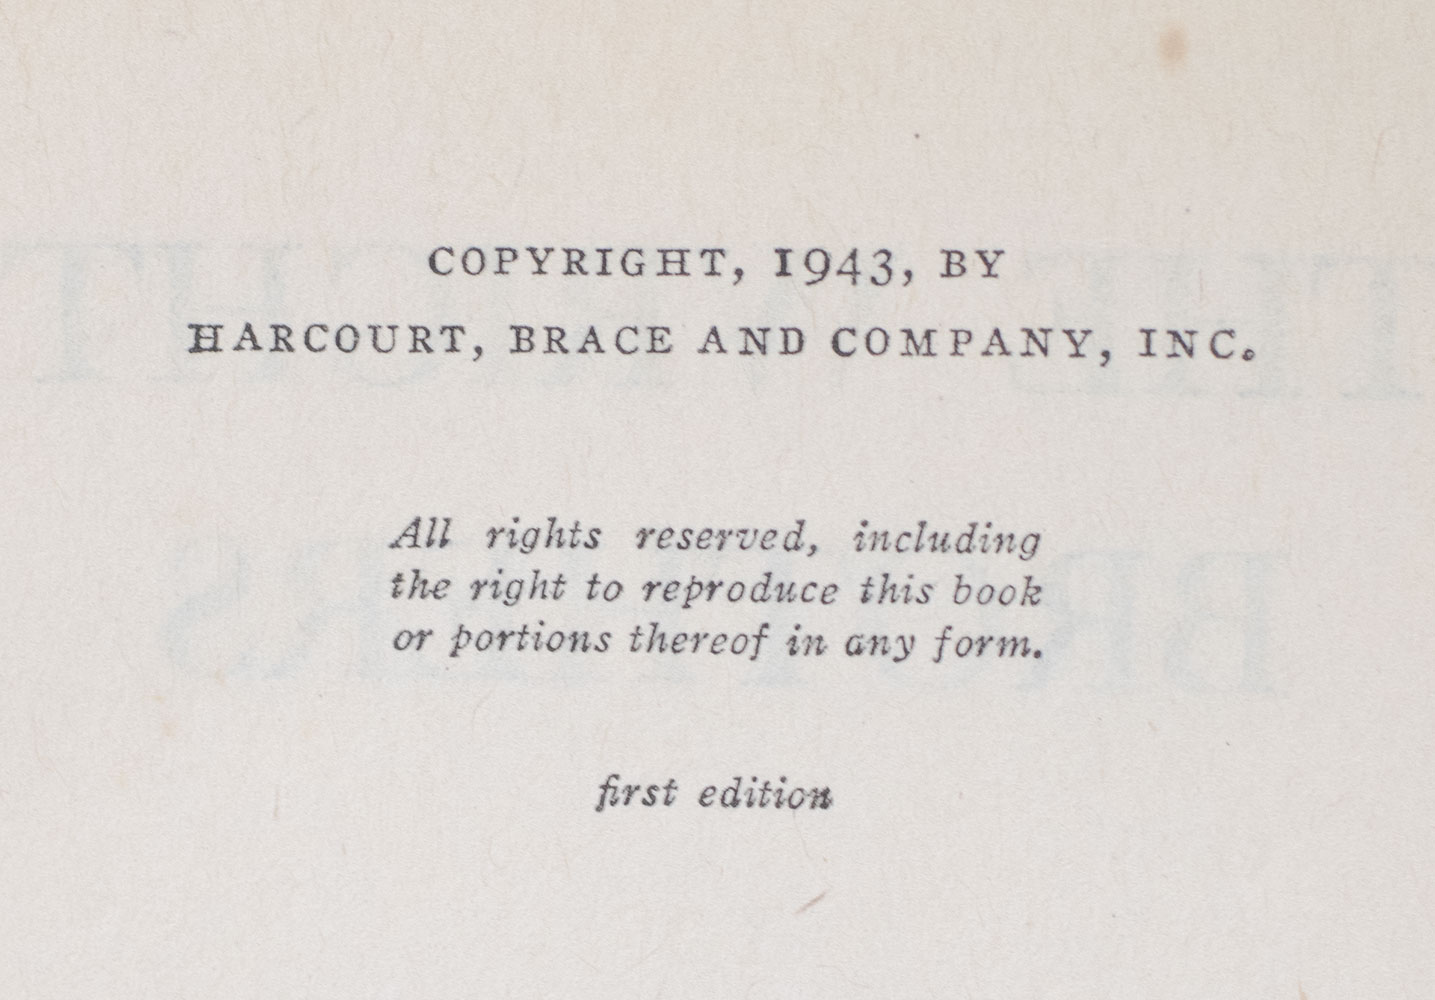 COPYRIGHT, 1943, BY
HARCOURT, BRACE AND COMPANY, INC.
All rights reserved, including
the right to reproduce this book
or portions thereof in any form.
first edition